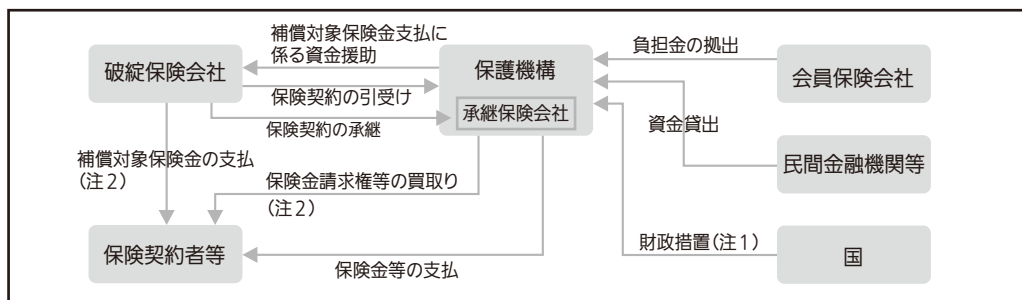 補償対象保険金支払に
係る資金援助
負担金の拠出
破綻保険会社
保護機構
会員保険会社
保険契約の引受け
承継保険会社
保険契約の承継
資金貸出
補償対象保険金の支払
(注2)
保険金請求権等の買取り
(注2)
民間金融機関等
財政措置(注1)
保険契約者等
保険金等の支払
国